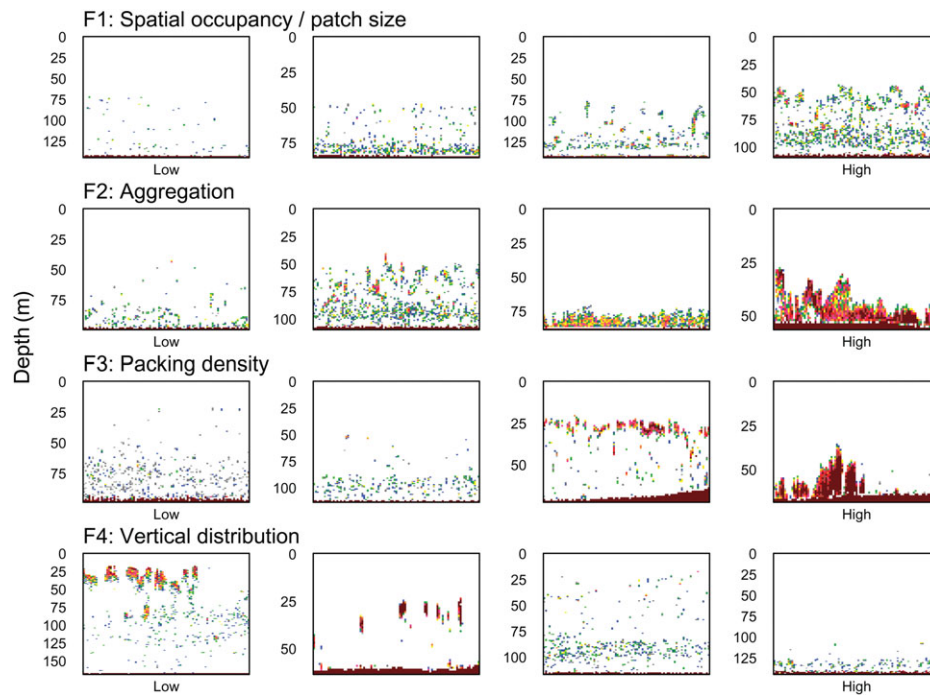 F1: Spatial occupancy / patch size
0 0 0 0
25 25
50 25 25
75 50 50 50
100 75 75
125 75 125 100
Low High
F2: Aggregation
0 0 0 0
25 25 25
50 50 25
75 50
75 100 75 50
Low High
Depth (m)
F3: Packing density
0 0 0 0
25 25 25 25
50 50
75 75 50 50
100
Low High
F4: Vertical distribution
0 0 0 0
25 25 25
50 25 50
75 50 75
100 75
125 50 100
150 100 125
Low High